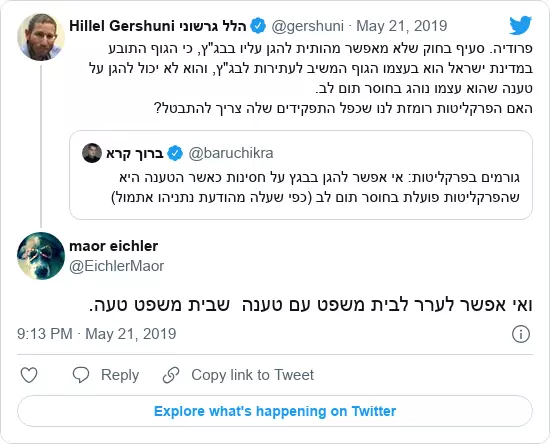 Hillel Gershuni הלל גרשוני @gershuni · May 21, 2019
פרודיה. סעיף בחוק שלא מאפשר מהותית להגן עליו בבג"ץ, כי הגוף התובע
במדינת ישראל הוא בעצמו הגוף המשיב לעתירות לבג"ץ, והוא לא יכול להגן על
טענה שהוא עצמו נוהג בחוסר תום לב.
האם הפרקליטות רומזת לנו שכפל התפקידים שלה צריך להתבטל?
ברוך קרא @baruchikra
גורמים בפרקליטות: אי אפשר להגן בבגץ על חסינות כאשר הטענה היא
שהפרקליטות פועלת בחוסר תום לב (כפי שעלה מהודעת נתניהו אתמול)
maor eichler
@EichlerMaor
ואי אפשר לערר לבית משפט עם טענה שבית משפט טעה.
9:13 PM · May 21, 2019
Reply Copy link to Tweet
Explore what's happening on Twitter